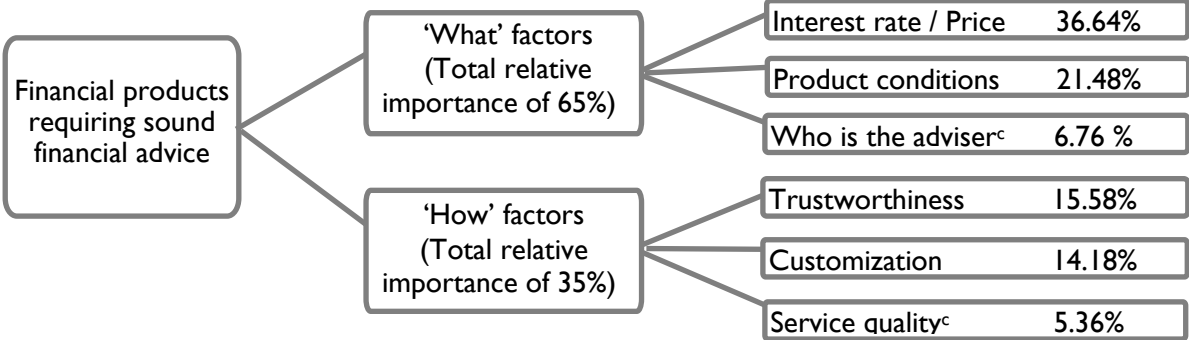 Financial products
requiring sound
financial advice
‘What’ factors
(Total relative
importance of 65%)
Interest rate / Price 36.64%
Product conditions 21.48%
Who is the adviserᶜ 6.76 %
‘How’ factors
(Total relative
importance of 35%)
Trustworthiness 15.58%
Customization 14.18%
Service qualityᶜ 5.36%